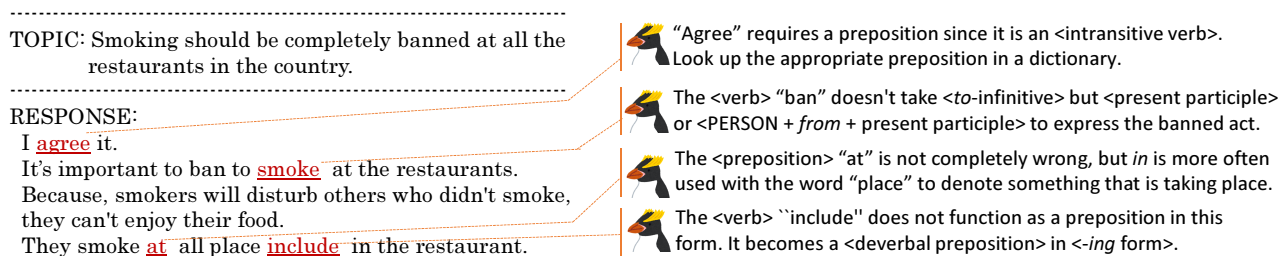 TOPIC: Smoking should be completely banned at all the
restaurants in the country.
RESPONSE:
I agree it.
It's important to ban to smoke at the restaurants.
Because, smokers will disturb others who didn't smoke,
they can't enjoy their food.
They smoke at all place include in the restaurant.
“Agree” requires a preposition since it is an <intransitive verb>.
Look up the appropriate preposition in a dictionary.
The <verb> “ban” doesn't take <to-infinitive> but <present participle>
or <PERSON + from + present participle> to express the banned act.
The <preposition> “at” is not completely wrong, but in is more often
used with the word “place” to denote something that is taking place.
The <verb> ``include'' does not function as a preposition in this
form. It becomes a <deverbal preposition> in <-ing form>.